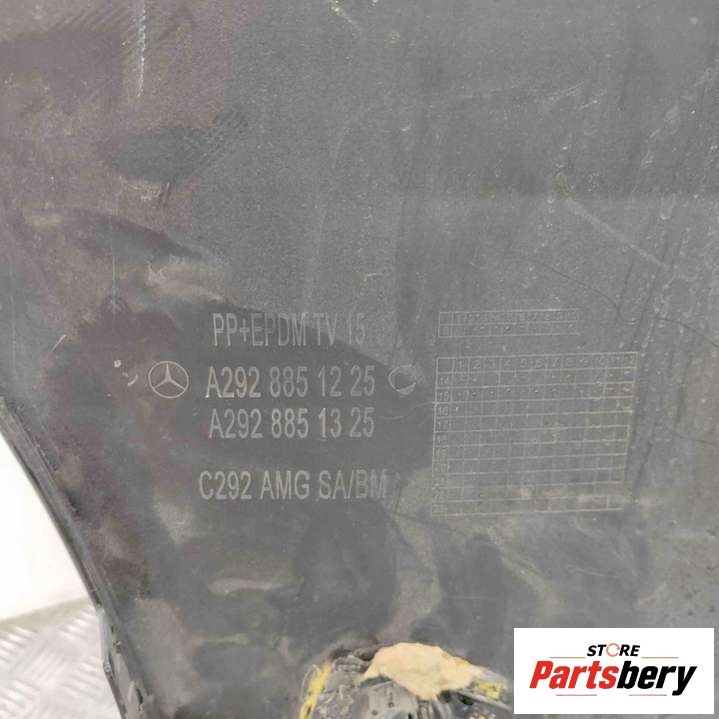 PP+EPDM TV 15
A292 885 12 25
A292 885 13 25
C292 AMG SA/BM
STORE
Partsbery